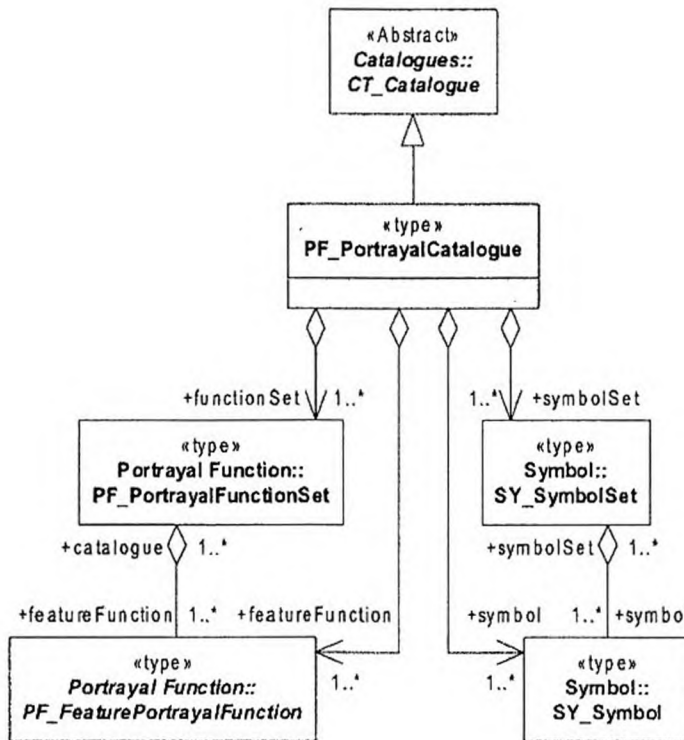 «Abstract»
Catalogues::
CT_Catalogue
«type»
PF_PortrayalCatalogue
+functionSet 1..* 1..* +symbolSet
«type»
Portrayal Function::
PF_PortrayalFunctionSet
«type»
Symbol::
SY_SymbolSet
+catalogue 1..* +symbolSet 1..*
+featureFunction 1..* +featureFunction +symbol 1..* +symbol
«type»
Portrayal Function::
PF_FeaturePortrayalFunction
1..* 1..*
«type»
Symbol::
SY_Symbol